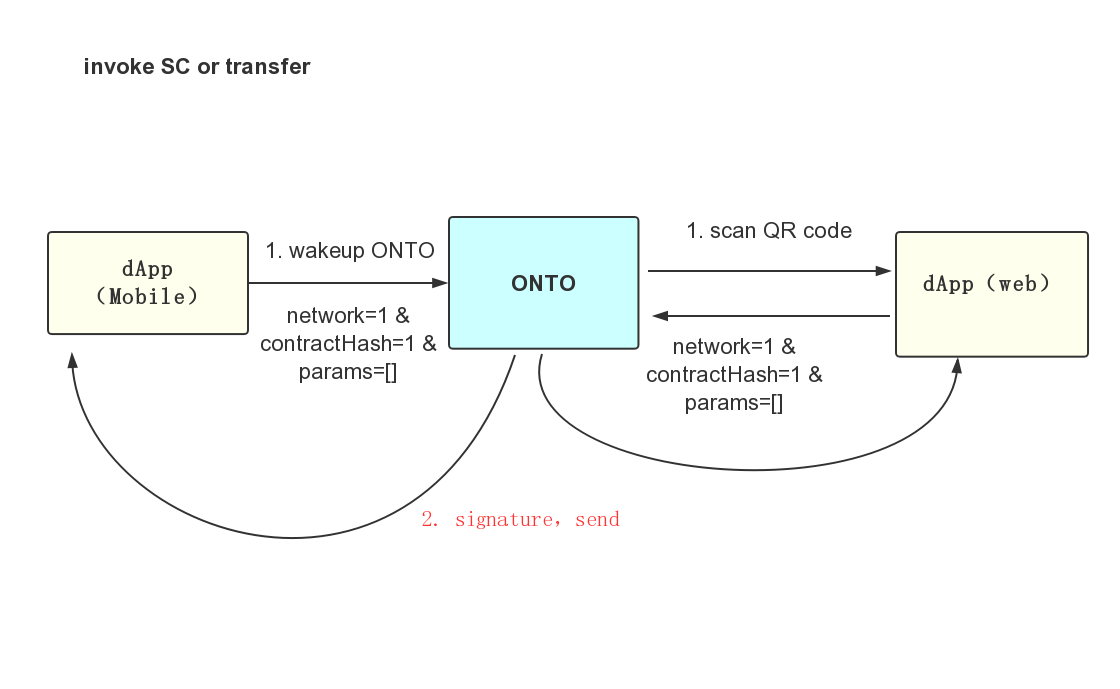 invoke SC or transfer
dApp
（Mobile）
1. wakeup ONTO
network=1 &
contractHash=1 &
params=[]
ONTO
1. scan QR code
network=1 &
contractHash=1 &
params=[]
dApp（web）
2. signature，send